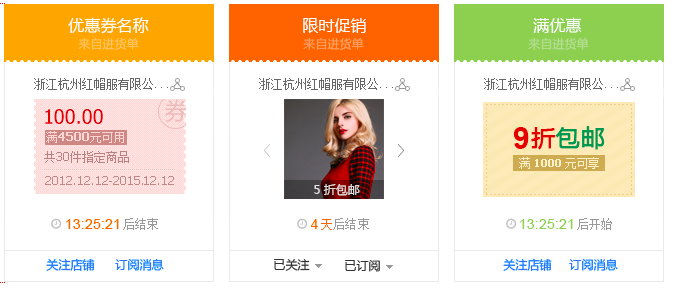 优惠券名称
来自进货单
浙江杭州红帽服有限公...
券
100.00
满4500元可用
共30件指定商品
2012.12.12-2015.12.12
13:25:21后结束
关注店铺 订阅消息
限时促销
来自进货单
浙江杭州红帽服有限公...
5 折包邮
4 天后结束
已关注 已订阅
满优惠
来自进货单
浙江杭州红帽服有限公...
9折包邮
满 1000 元可享
13:25:21后开始
关注店铺 订阅消息